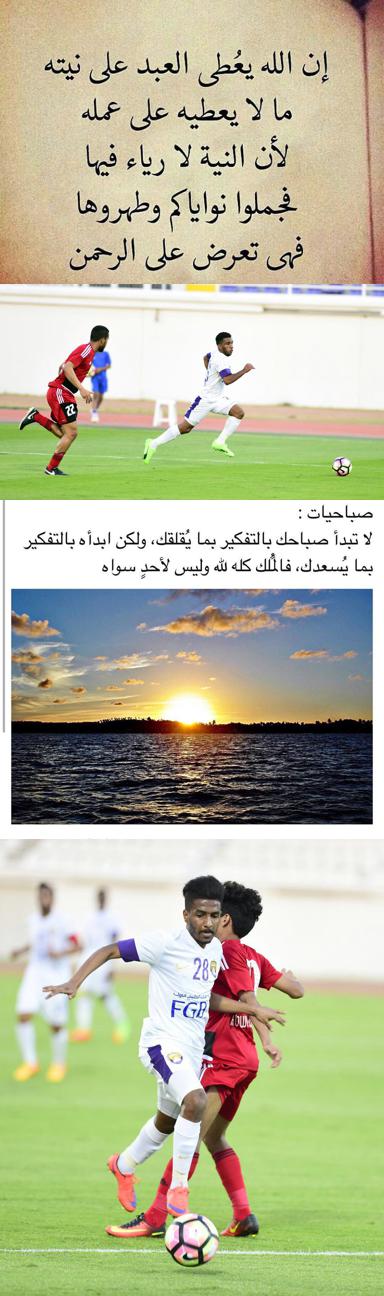 إن الله يعُطى العبد على نيته
ما لا يعطيه على عمله
لأن النية لا رياء فيها
فجملوا نواياكم وطهروها
فهى تعرض على الرحمن
22
صباحيات :
لا تبدأ صباحك بالتفكير بما يُقلقك، ولكن ابدأه بالتفكير
بما يُسعدك، فالمُلك كله لله وليس لأحدٍ سواه
28
FGB